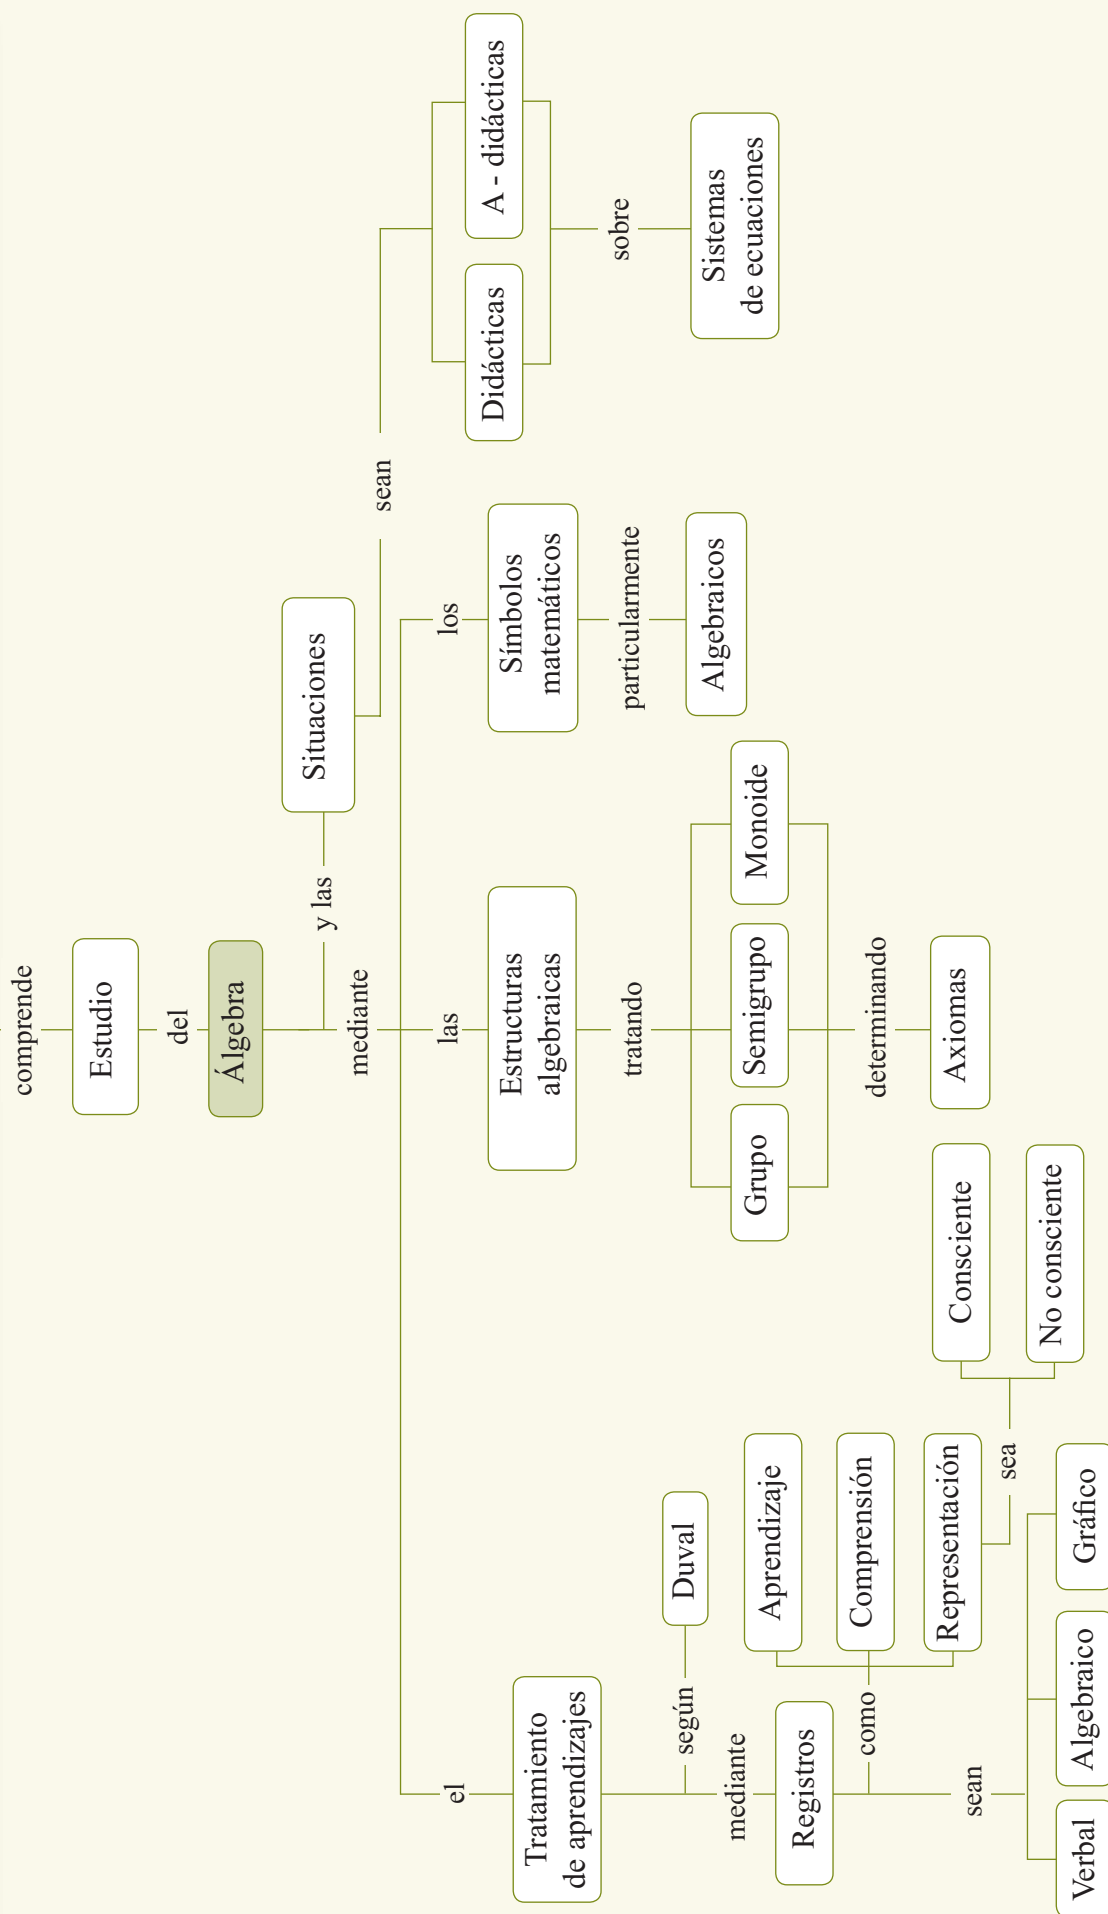 comprende
Estudio
del
Álgebra
y las
Situaciones
sean
Didácticas
A - didácticas
sobre
Sistemas
de ecuaciones
mediante
el
Tratamiento
de aprendizajes
según
Duval
mediante
Registros
como
Aprendizaje
Comprensión
Representación
sea
Consciente
No consciente
sean
Verbal
Algebraico
Gráfico
las
Estructuras
algebraicas
tratando
Grupo
Semigrupo
Monoide
determinando
Axiomas
los
Símbolos
matemáticos
particularmente
Algebraicos